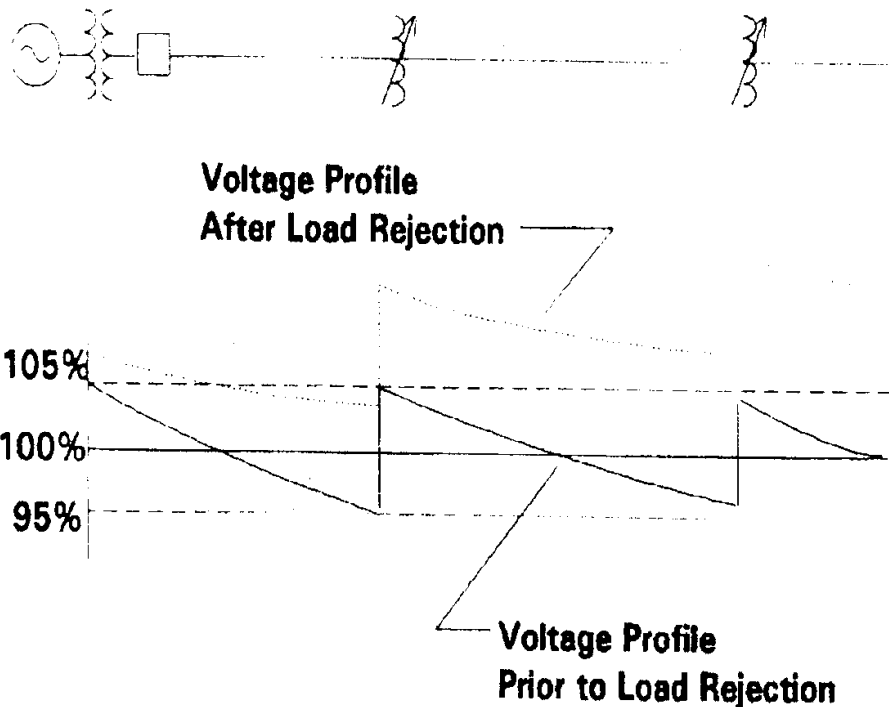 Voltage Profile
After Load Rejection
105%
100%
95%
Voltage Profile
Prior to Load Rejection